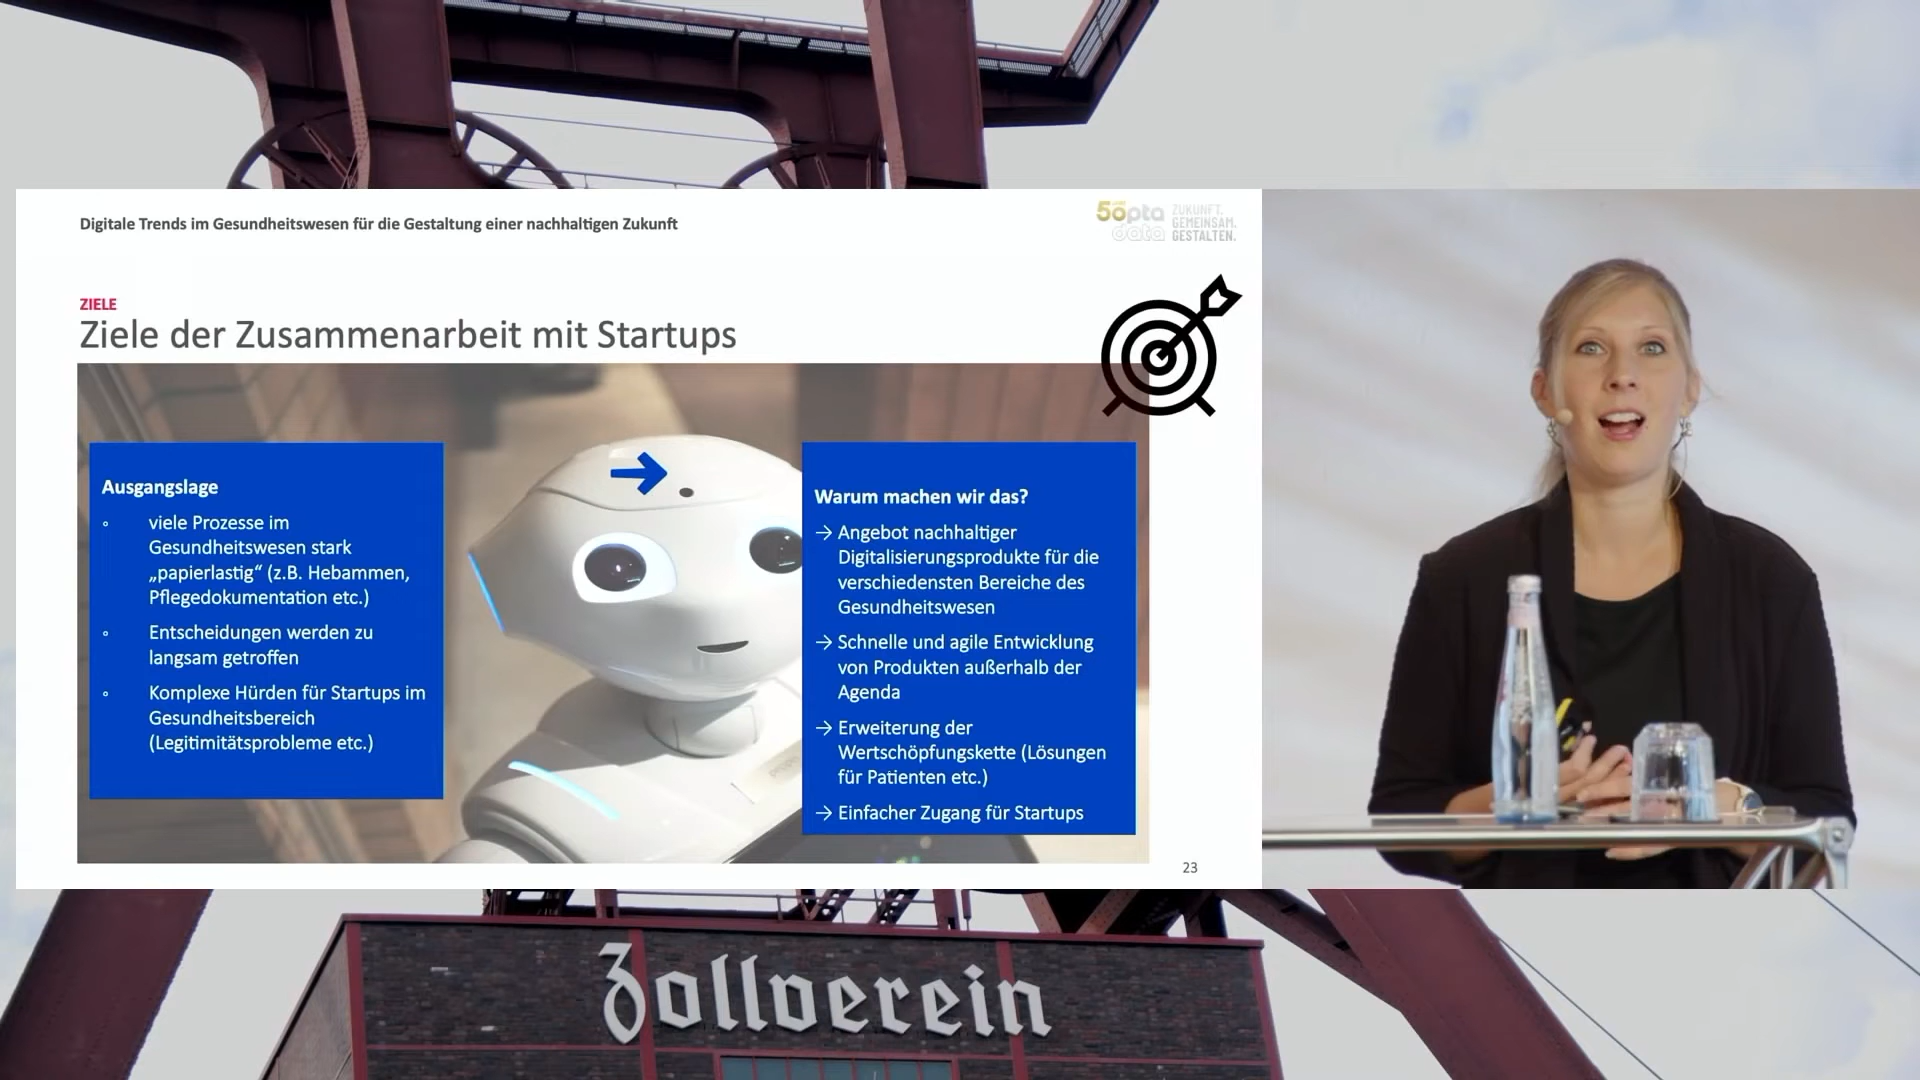 Digitale Trends im Gesundheitswesen für die Gestaltung einer nachhaltigen Zukunft
50 opta
data
ZUKUNFT.
GEMEINSAM.
GESTALTEN.
ZIELE
Ziele der Zusammenarbeit mit Startups
Ausgangslage
◦ viele Prozesse im
Gesundheitswesen stark
„papierlastig“ (z.B. Hebammen,
Pflegedokumentation etc.)
◦ Entscheidungen werden zu
langsam getroffen
◦ Komplexe Hürden für Startups im
Gesundheitsbereich
(Legitimitätsprobleme etc.)
Warum machen wir das?
→ Angebot nachhaltiger
Digitalisierungsprodukte für die
verschiedensten Bereiche des
Gesundheitswesen
→ Schnelle und agile Entwicklung
von Produkten außerhalb der
Agenda
→ Erweiterung der
Wertschöpfungskette (Lösungen
für Patienten etc.)
→ Einfacher Zugang für Startups
23
Zollverein